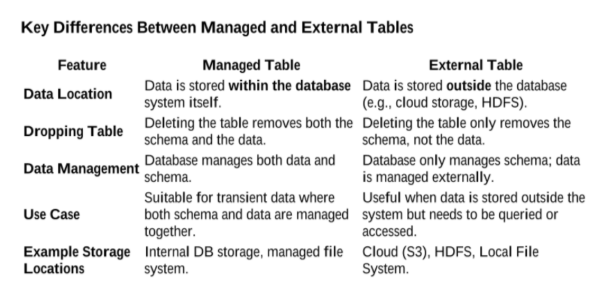 Key Differences Between Managed and External Tables
Feature Managed Table External Table
Data Location Data is stored within the database system itself. Data is stored outside the database (e.g., cloud storage, HDFS).
Dropping Table Deleting the table removes both the schema and the data. Deleting the table only removes the schema, not the data.
Data Management Database manages both data and schema. Database only manages schema; data is managed externally.
Use Case Suitable for transient data where both schema and data are managed together. Useful when data is stored outside the system but needs to be queried or accessed.
Example Storage Locations Internal DB storage, managed file system. Cloud (S3), HDFS, Local File System.